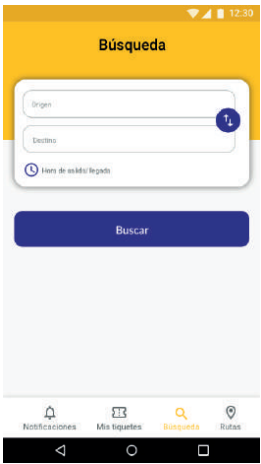 12:30
Búsqueda
Origen
Destino
Hora de salida/ llegada
Buscar
Notificaciones Mis tiquetes Búsqueda Rutas